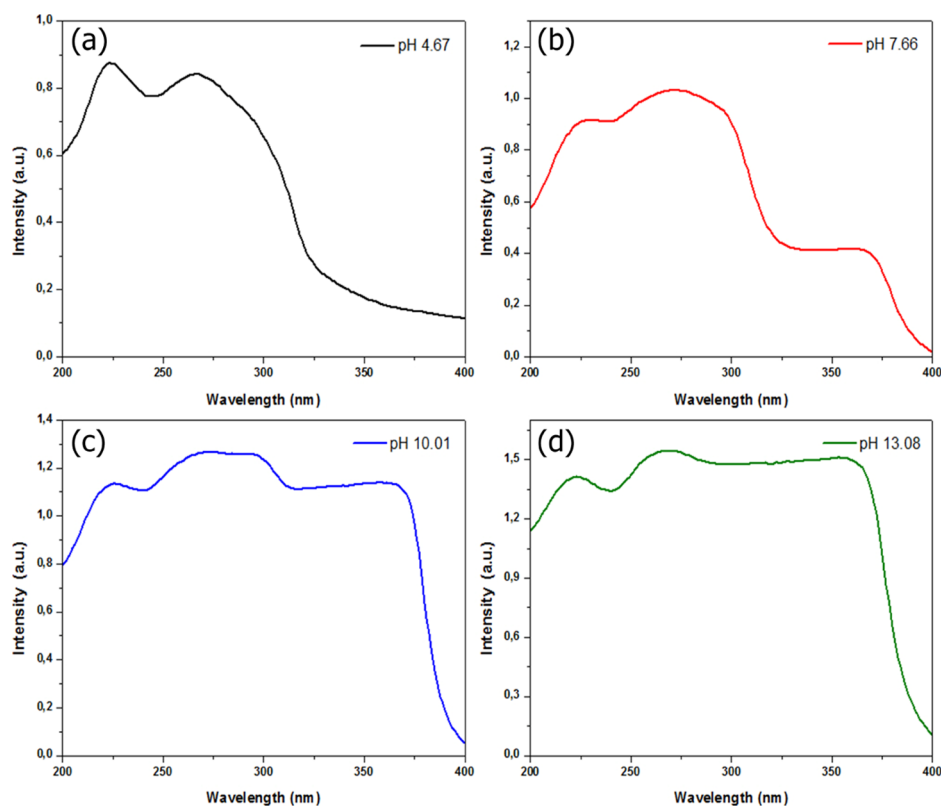 (a)
pH 4.67
1,0
0,8
0,6
0,4
0,2
0,0
Intensity (a.u.)
200 250 300 350 400
Wavelength (nm)
(b)
pH 7.66
1,2
1,0
0,8
0,6
0,4
0,2
0,0
Intensity (a.u.)
200 250 300 350 400
Wavelength (nm)
(c)
pH 10.01
1,4
1,2
1,0
0,8
0,6
0,4
0,2
0,0
Intensity (a.u.)
200 250 300 350 400
Wavelength (nm)
(d)
pH 13.08
1,5
1,2
0,9
0,6
1,5
0,2
0,0
Intensity (a.u.)
200 250 300 350 400
Wavelength (nm)